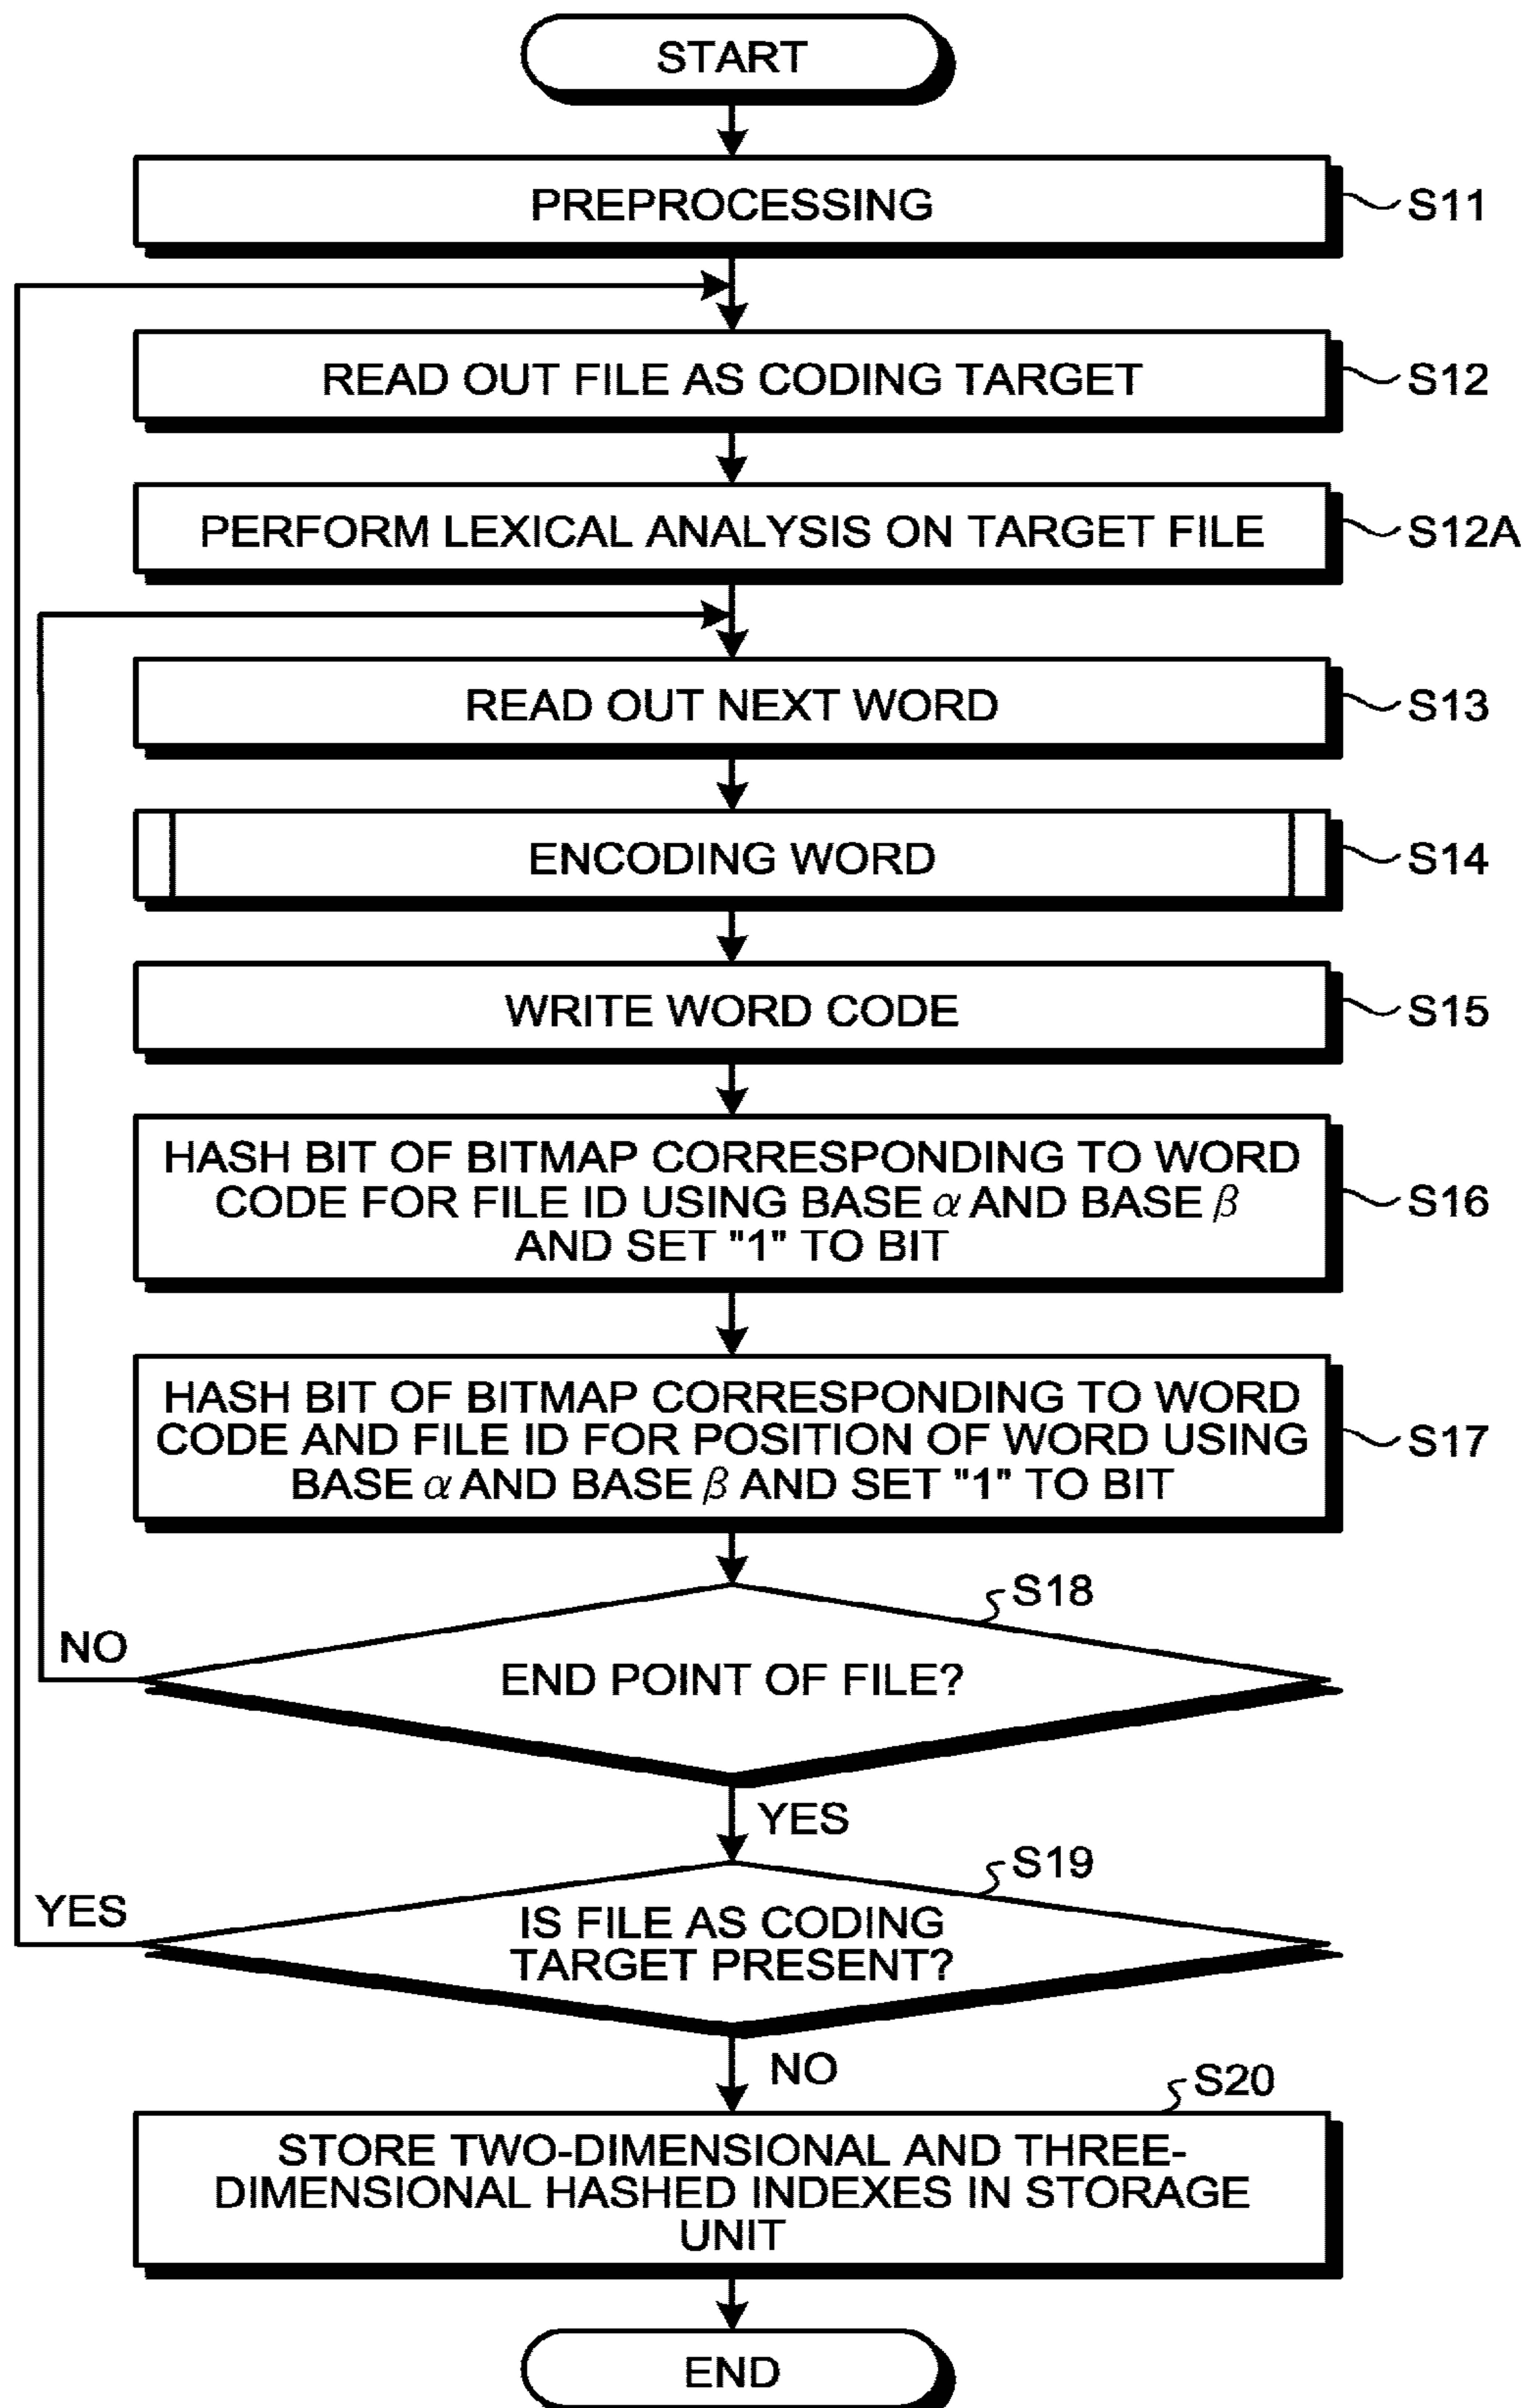 START
PREPROCESSING
S11
READ OUT FILE AS CODING TARGET
S12
PERFORM LEXICAL ANALYSIS ON TARGET FILE
S12A
READ OUT NEXT WORD
S13
ENCODING WORD
S14
WRITE WORD CODE
S15
HASH BIT OF BITMAP CORRESPONDING TO WORD
CODE FOR FILE ID USING BASE α AND BASE β
AND SET "1" TO BIT
S16
HASH BIT OF BITMAP CORRESPONDING TO WORD
CODE AND FILE ID FOR POSITION OF WORD USING
BASE α AND BASE β AND SET "1" TO BIT
S17
S18
NO
END POINT OF FILE?
YES
S19
YES
IS FILE AS CODING
TARGET PRESENT?
NO
S20
STORE TWO-DIMENSIONAL AND THREE-
DIMENSIONAL HASHED INDEXES IN STORAGE
UNIT
END